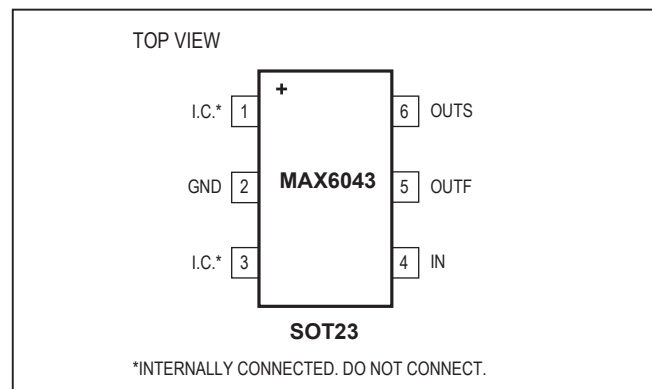 TOP VIEW
+
I.C.* 1 6 OUTS
GND 2 MAX6043 5 OUTF
I.C.* 3 4 IN
SOT23
*INTERNALLY CONNECTED. DO NOT CONNECT.